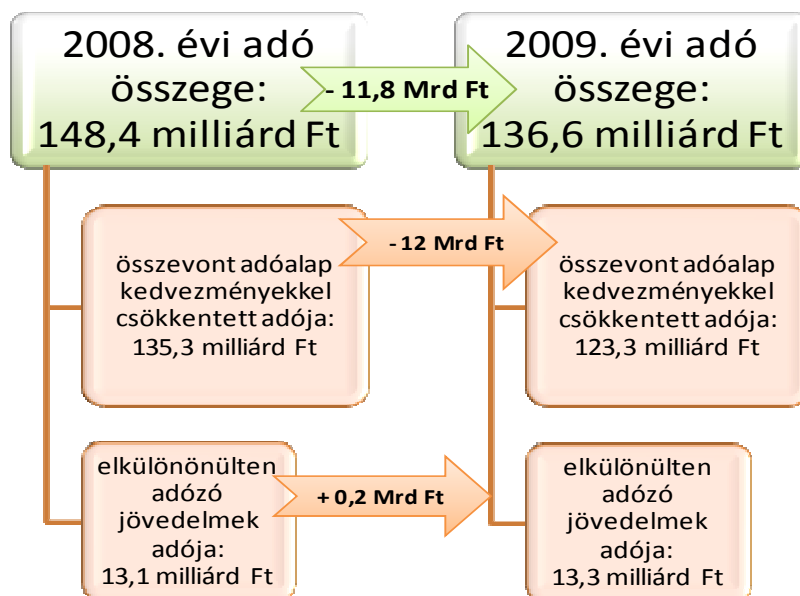 2008. évi adó
összege:
148,4 milliárd Ft
- 11,8 Mrd Ft
2009. évi adó
összege:
136,6 milliárd Ft
összevont adóalap
kedvezményekkel
csökkentett adója:
135,3 milliárd Ft
- 12 Mrd Ft
összevont adóalap
kedvezményekkel
csökkentett adója:
123,3 milliárd Ft
elkülönönülten
adózó
jövedelmek
adója:
13,1 milliárd Ft
+ 0,2 Mrd Ft
elkülönülten
adózó
jövedelmek
adója:
13,3 milliárd Ft